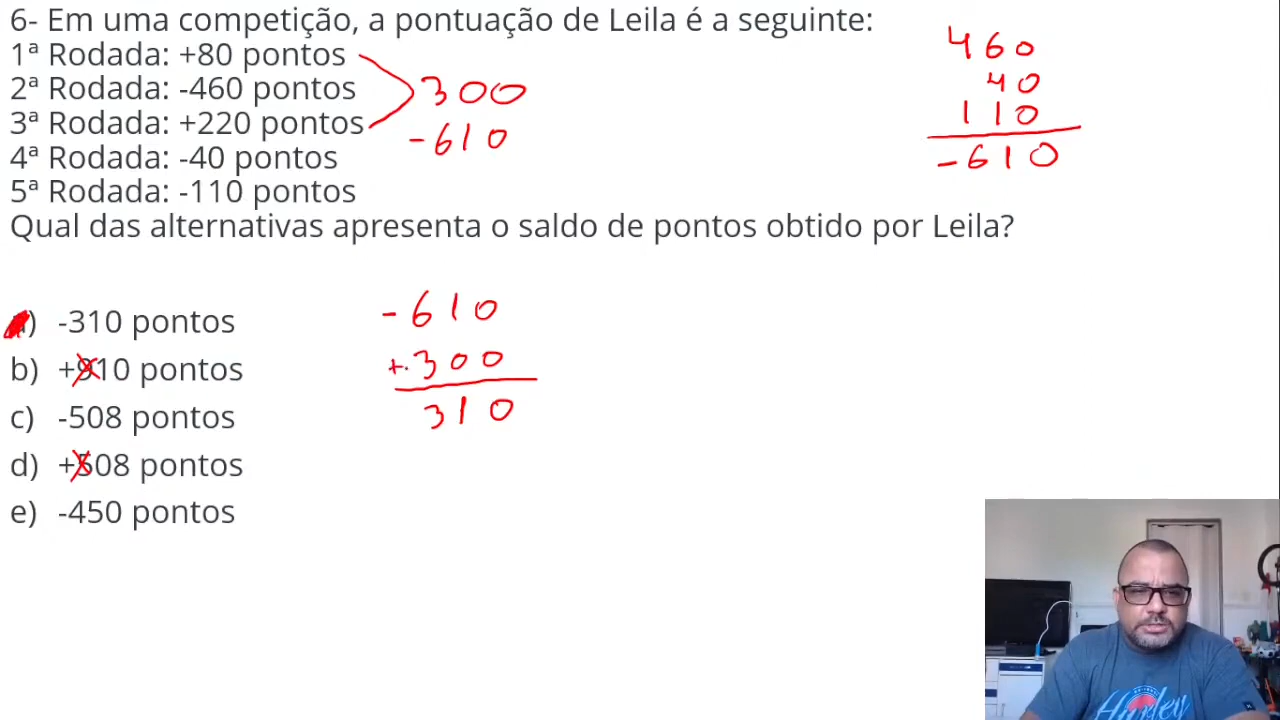 6- Em uma competição, a pontuação de Leila é a seguinte:
1ª Rodada: +80 pontos
2ª Rodada: -460 pontos
3ª Rodada: +220 pontos
4ª Rodada: -40 pontos
5ª Rodada: -110 pontos
300
-610
460
40
110
-610
Qual das alternativas apresenta o saldo de pontos obtido por Leila?
a) -310 pontos
b) +910 pontos
c) -508 pontos
d) +508 pontos
e) -450 pontos
-610
+300
310
Harley